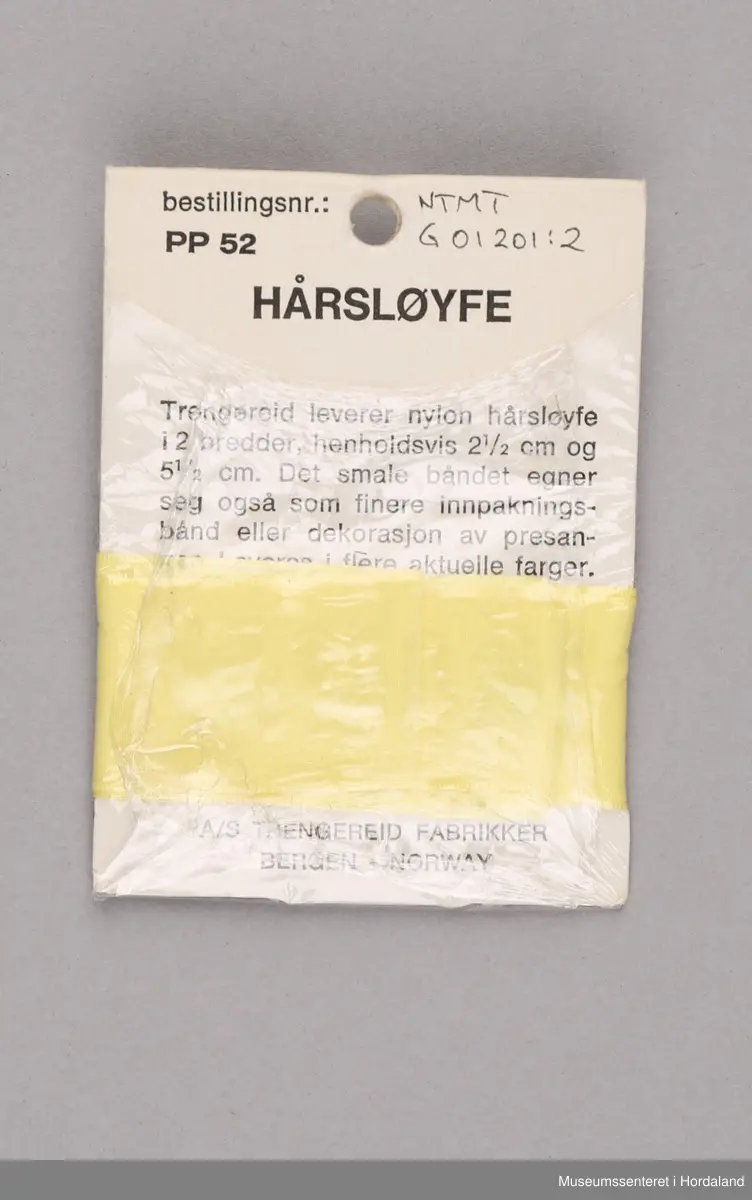 bestillingsnr.:
PP 52
NTMT
G 01201:2
HÅRSLØYFE
Trengereid leverer nylon hårsløyfe
i 2 bredder, henholdsvis 2½ cm og
5½ cm. Det smale båndet egner
seg også som finere innpaknings-
bånd eller dekorasjon av presan-
i flere aktuelle farger.
A/S TRENGEREID FABRIKKER
BERGEN - NORWAY
Museumssenteret i Hordaland